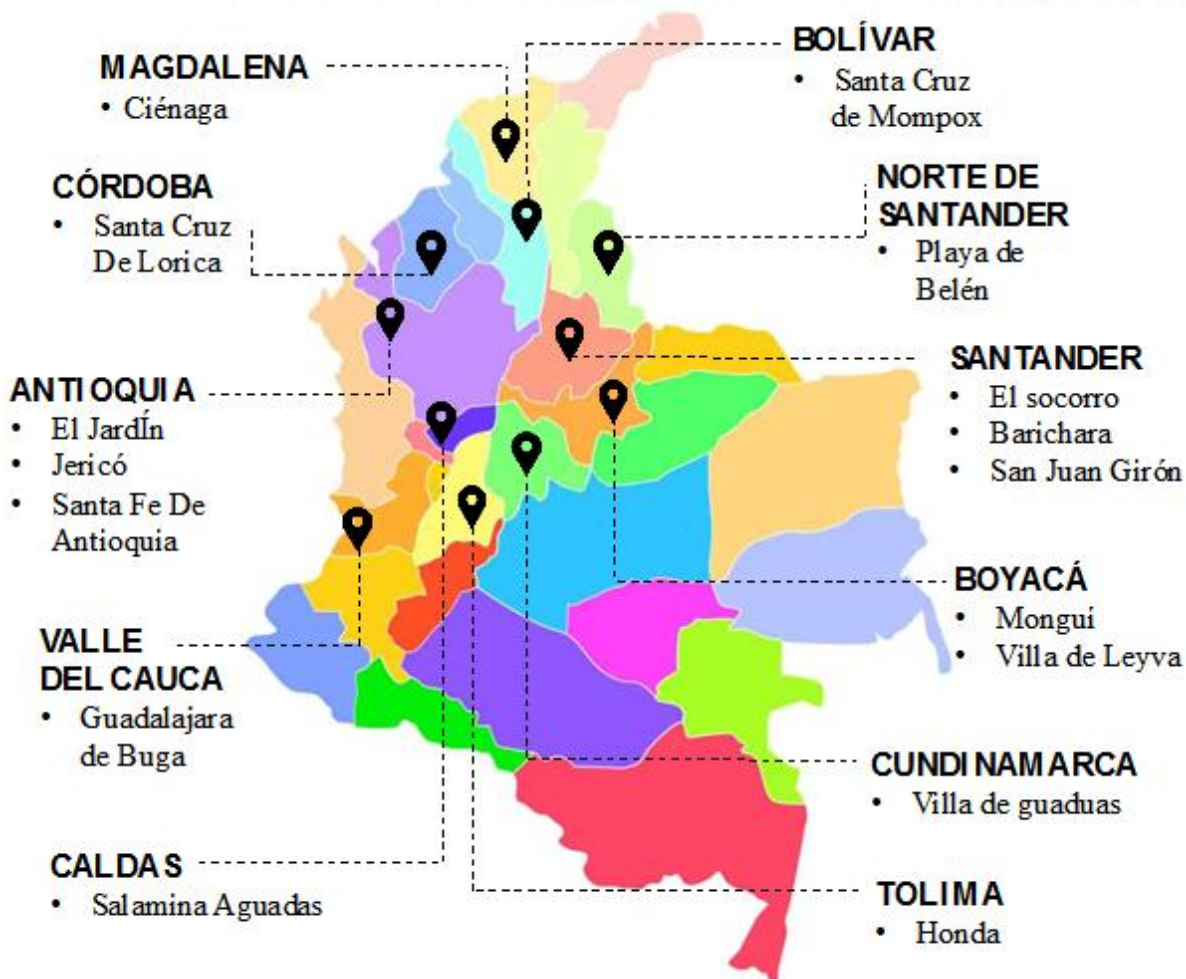 MAGDALENA
• Ciénaga
BOLÍVAR
• Santa Cruz
de Mompox
CÓRDOBA
• Santa Cruz
De Lorica
NORTE DE
SANTANDER
• Playa de
Belén
ANTIOQUIA
• El JardÍn
• Jericó
• Santa Fe De
Antioquia
SANTANDER
• El socorro
• Barichara
• San Juan Girón
BOYACÁ
• Monguí
• Villa de Leyva
VALLE
DEL CAUCA
• Guadalajara
de Buga
CUNDINAMARCA
• Villa de guaduas
CALDAS
• Salamina Aguadas
TOLIMA
• Honda